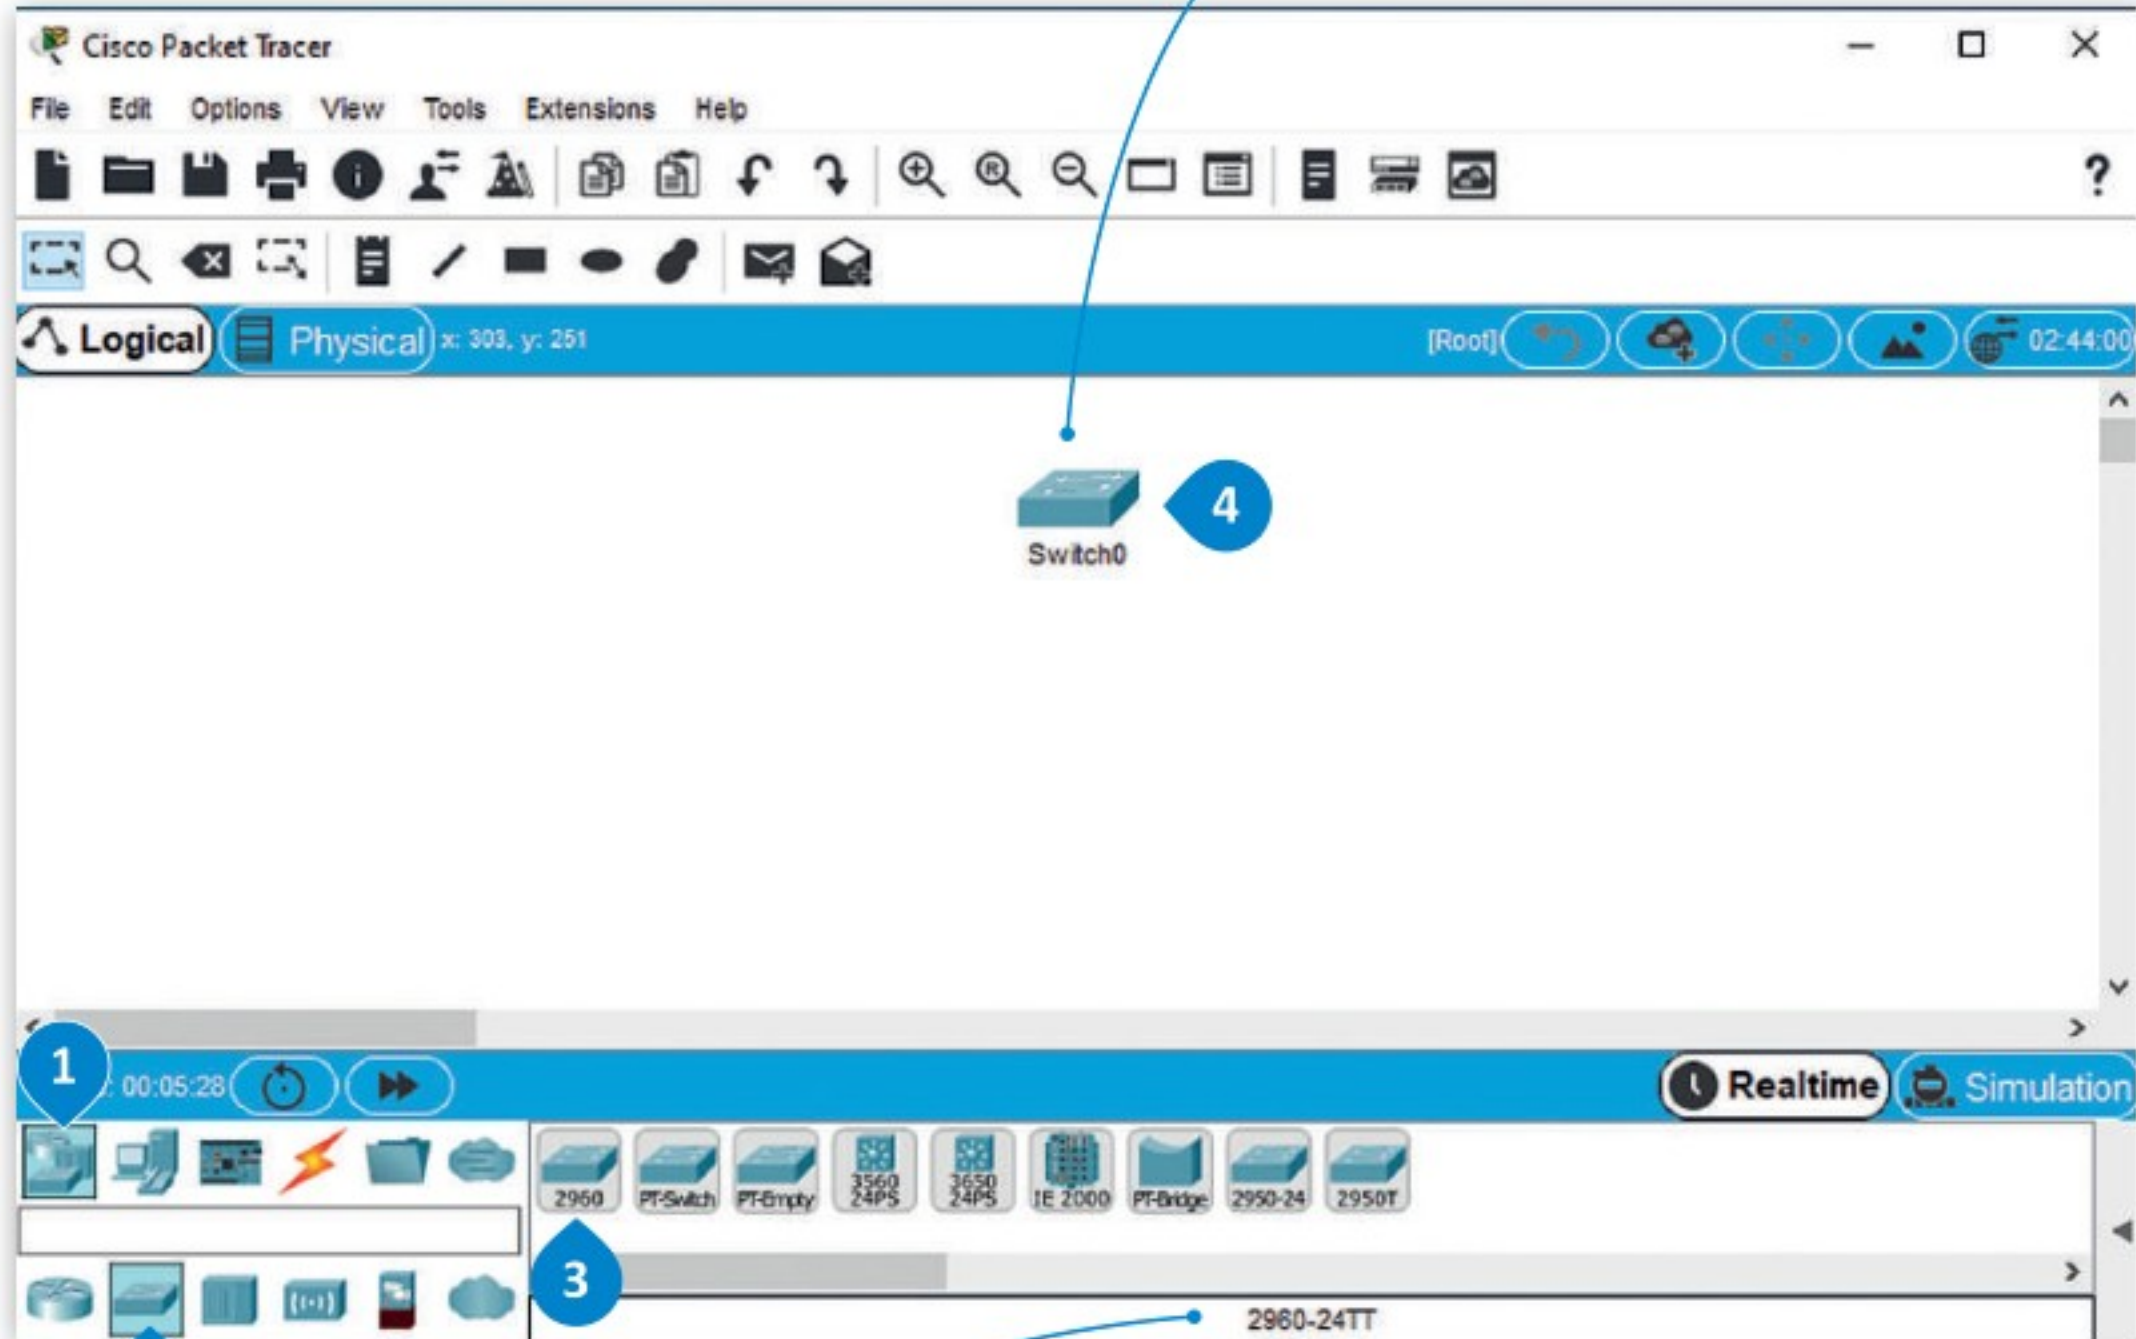 Cisco Packet Tracer
File Edit Options View Tools Extensions Help
Logical Physical x: 303, y: 251 [Root] 02:44:00
4
Switch0
1
: 00:05:28 Realtime Simulation
2960 PT-Switch PT-Empty 3560 24PS 3650 24PS IE 2000 PT-Bridge 2950-24 2950T
3
2960-24TT